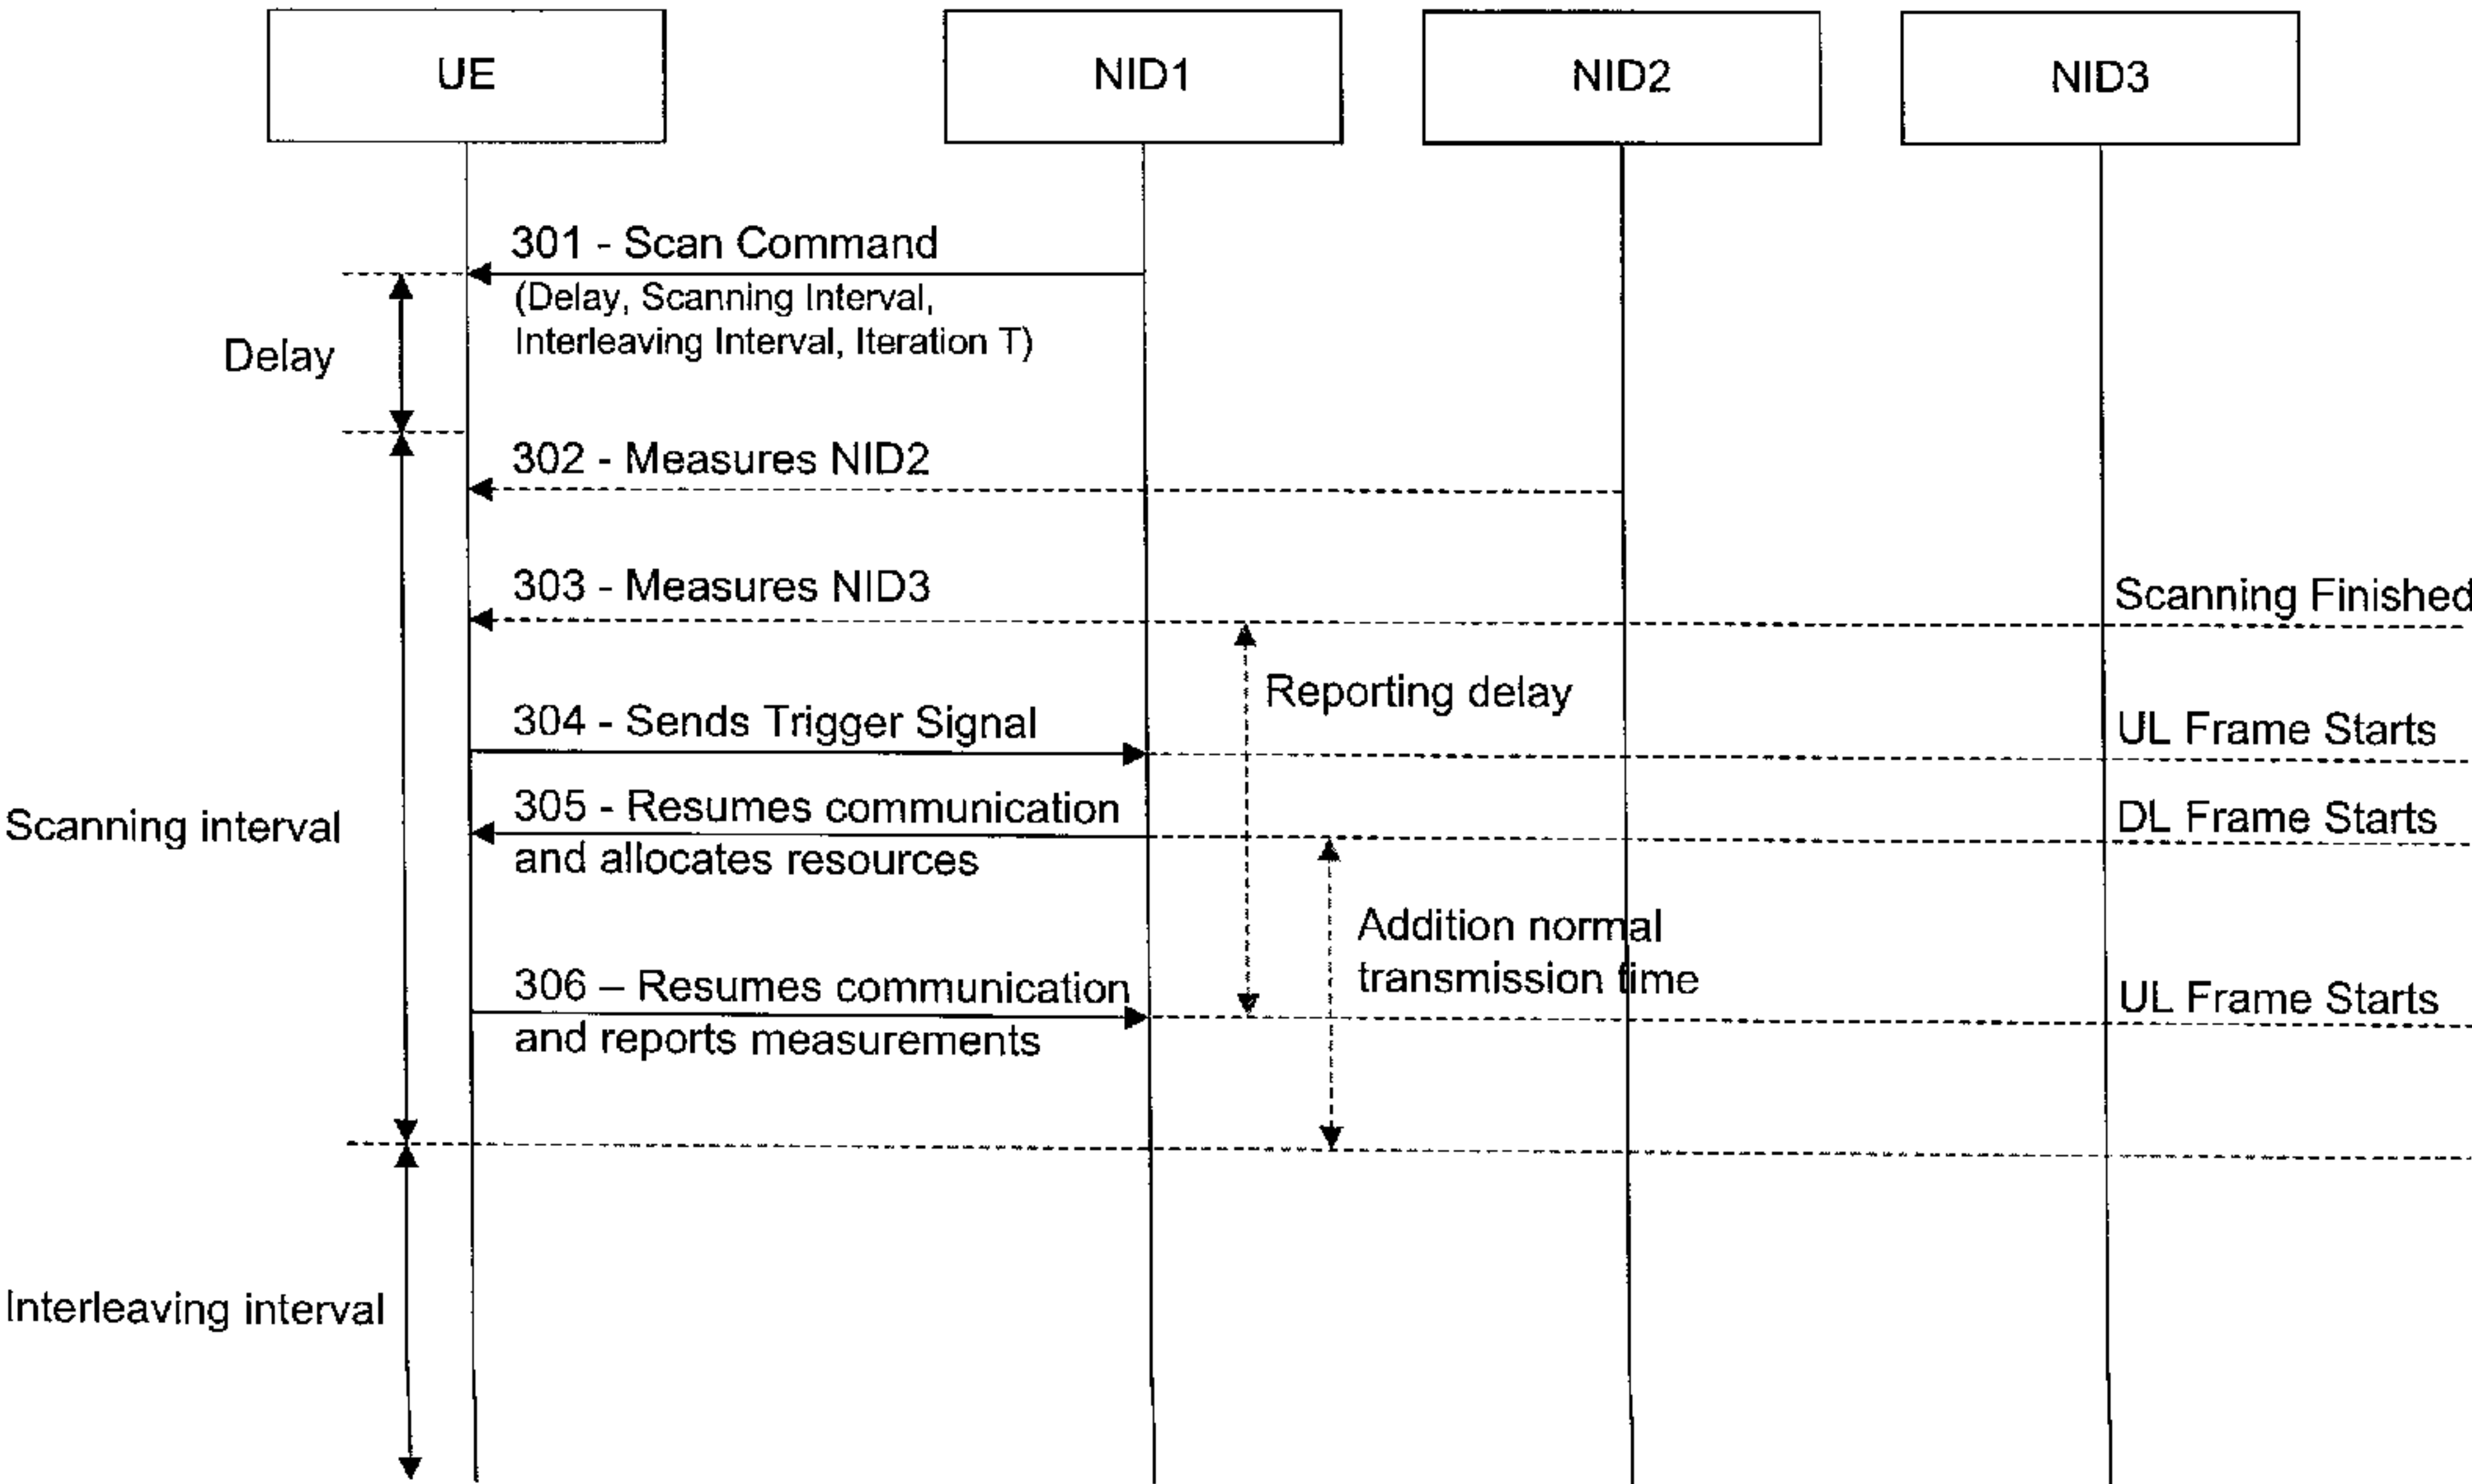 UE
NID1
NID2
NID3
301 - Scan Command
(Delay, Scanning Interval,
Interleaving Interval, Iteration T)
Delay
302 - Measures NID2
303 - Measures NID3
Scanning Finished
Reporting delay
304 - Sends Trigger Signal
UL Frame Starts
305 - Resumes communication
and allocates resources
DL Frame Starts
Scanning interval
Addition normal
transmission time
306 – Resumes communication
and reports measurements
UL Frame Starts
Interleaving interval